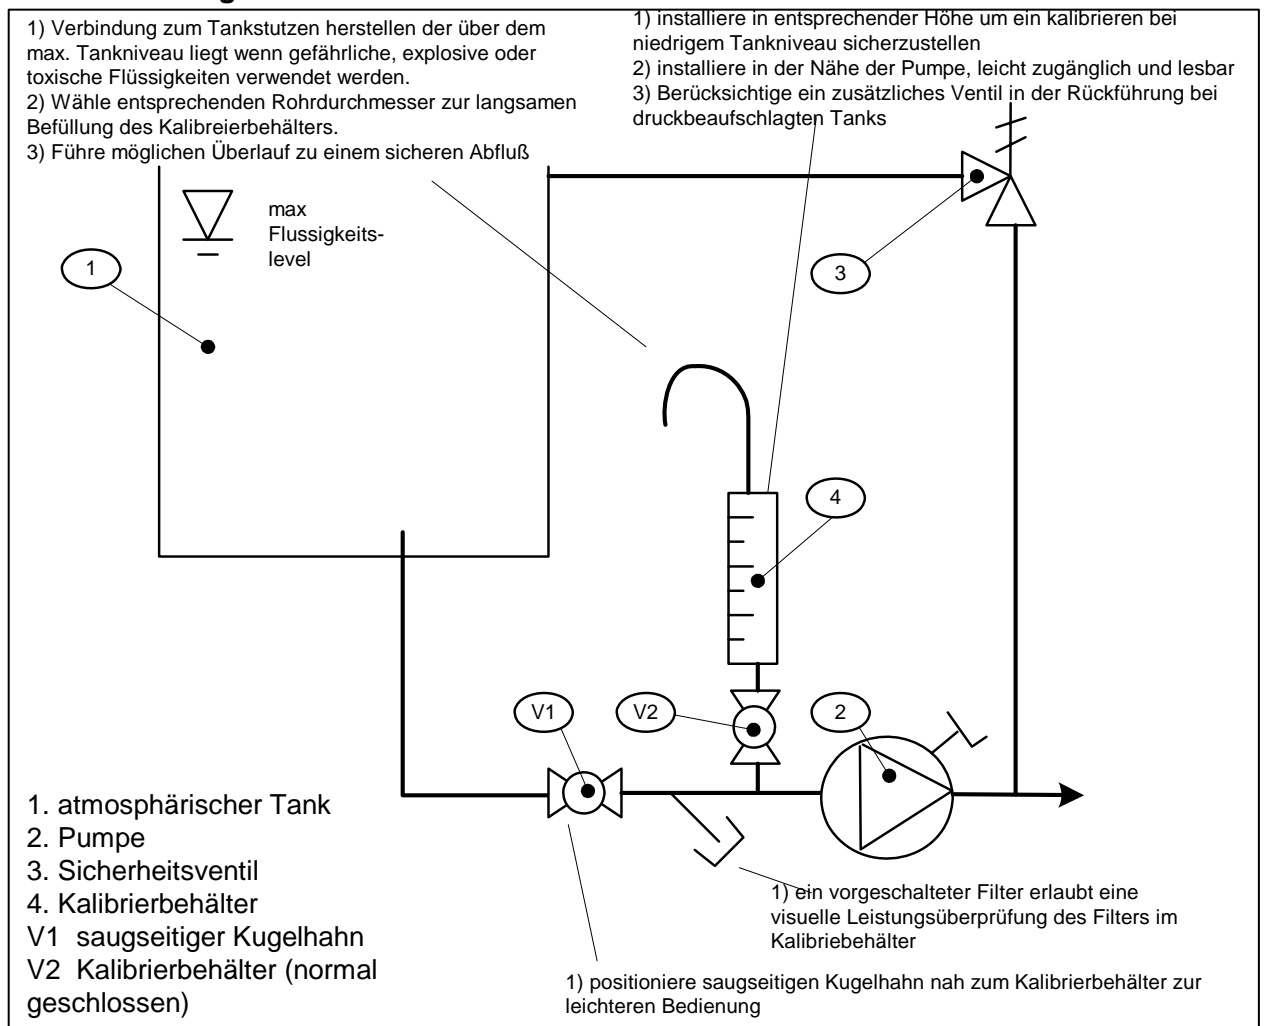 1) Verbindung zum Tankstutzen herstellen der über dem
max. Tankniveau liegt wenn gefährliche, explosive oder
toxische Flüssigkeiten verwendet werden.
2) Wähle entsprechenden Rohrdurchmesser zur langsamen
Befüllung des Kalibreierbehälters.
3) Führe möglichen Überlauf zu einem sicheren Abfluß
1) installiere in entsprechender Höhe um ein kalibrieren bei
niedrigem Tankniveau sicherzustellen
2) installiere in der Nähe der Pumpe, leicht zugänglich und lesbar
3) Berücksichtige ein zusätzliches Ventil in der Rückführung bei
druckbeaufschlagten Tanks
max
Flussigkeits-
level
1
3
4
V1
V2
2
1. atmosphärischer Tank
2. Pumpe
3. Sicherheitsventil
4. Kalibrierbehälter
V1 saugseitiger Kugelhahn
V2 Kalibrierbehälter (normal
geschlossen)
1) ein vorgeschalteter Filter erlaubt eine
visuelle Leistungsüberprüfung des Filters im
Kalibriebehälter
1) positioniere saugseitigen Kugelhahn nah zum Kalibrierbehälter zur
leichteren Bedienung